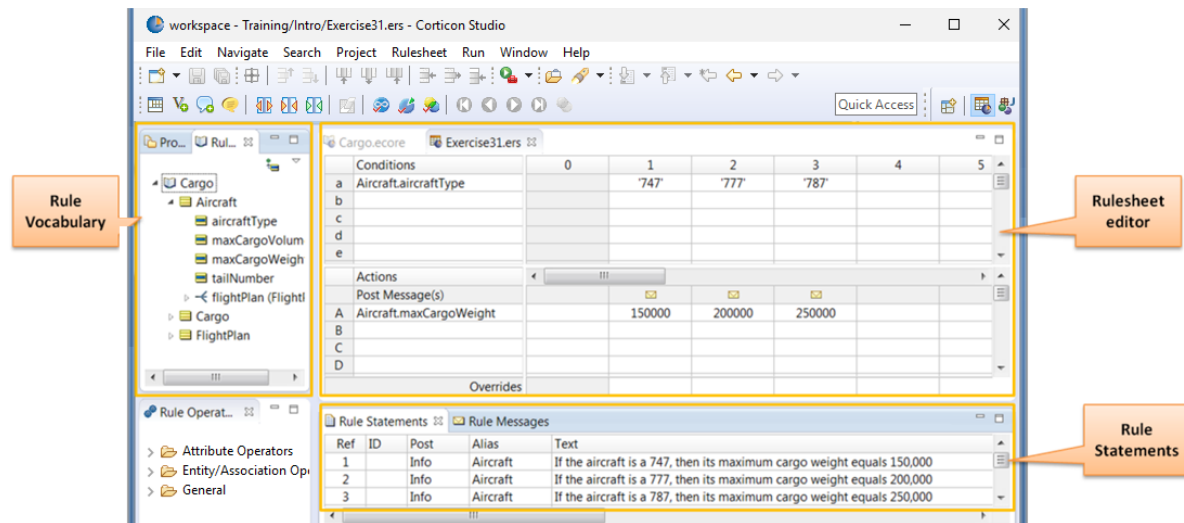 workspace - Training/Intro/Exercise31.ers - Corticon Studio
File Edit Navigate Search Project Rulesheet Run Window Help
Quick Access
Pro... Rul...
Cargo.ecore Exercise31.ers
Conditions 0 1 2 3 4 5
a Aircraft.aircraftType '747' '777' '787'
b
c
d
e
Actions
Post Message(s)
A Aircraft.maxCargoWeight 150000 200000 250000
B
C
D
Overrides
Cargo
Aircraft
aircraftType
maxCargoVolum
maxCargoWeigh
tailNumber
flightPlan (Flightl
Cargo
FlightPlan
Rule
Vocabulary
Rulesheet
editor
Rule Operat...
Attribute Operators
Entity/Association Ope
General
Rule Statements Rule Messages
Ref ID Post Alias Text
1 Info Aircraft If the aircraft is a 747, then its maximum cargo weight equals 150,000
2 Info Aircraft If the aircraft is a 777, then its maximum cargo weight equals 200,000
3 Info Aircraft If the aircraft is a 787, then its maximum cargo weight equals 250,000
Rule
Statements